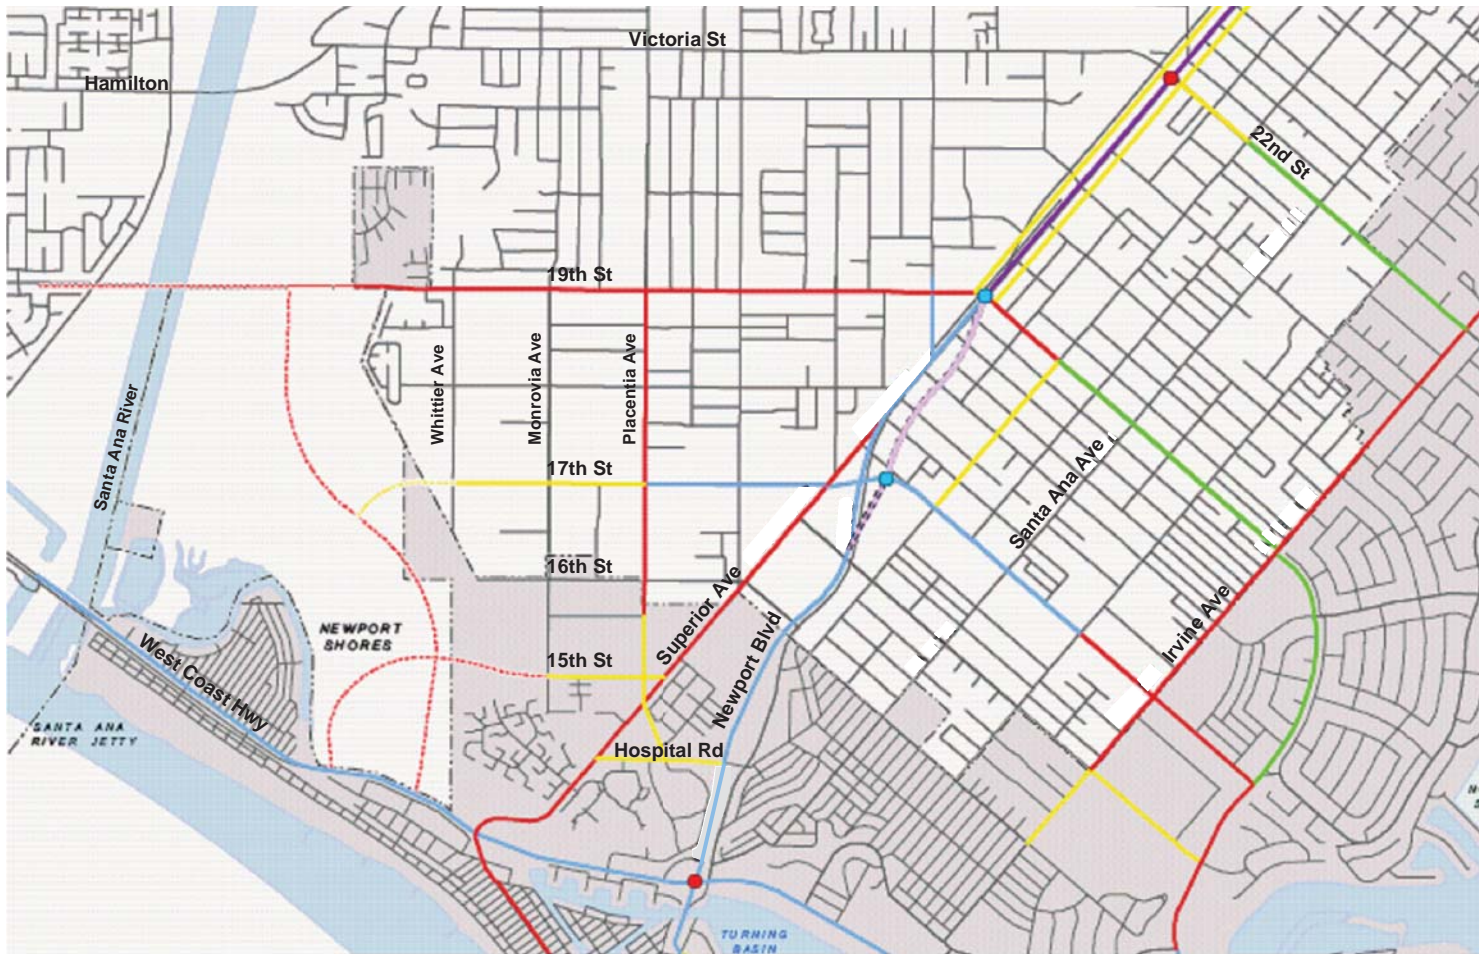 Victoria St
Hamilton
22nd St
19th St
Whittier Ave
Monrovia Ave
Placentia Ave
Santa Ana River
17th St
Santa Ana Ave
16th St
Superior Ave
Newport Blvd
Irvine Ave
NEWPORT
SHORES
West Coast Hwy
15th St
SANTA ANA
RIVER JETTY
Hospital Rd
TURNING
BASIN